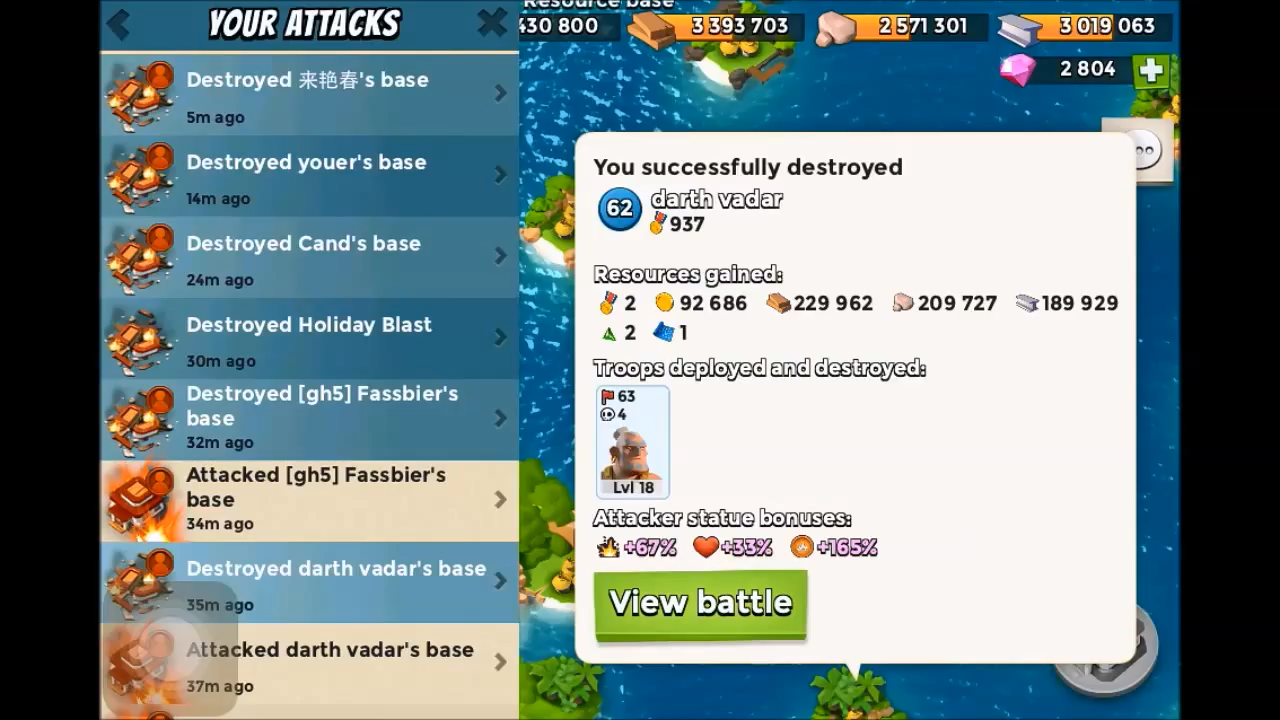 YOUR ATTACKS
Destroyed 来艳春's base
5m ago
Destroyed youer's base
14m ago
Destroyed Cand's base
24m ago
Destroyed Holiday Blast
30m ago
Destroyed [gh5] Fassbier's
base
32m ago
Attacked [gh5] Fassbier's
base
34m ago
Destroyed darth vadar's base
35m ago
Attacked darth vadar's base
37m ago
Resource base
430 800
3 393 703
2 571 301
3 019 063
2 804
You successfully destroyed
62 darth vadar
937
Resources gained:
2 92 686 229 962 209 727 189 929
2 1
Troops deployed and destroyed:
63
4
Lvl 18
Attacker statue bonuses:
+67% +33% +165%
View battle